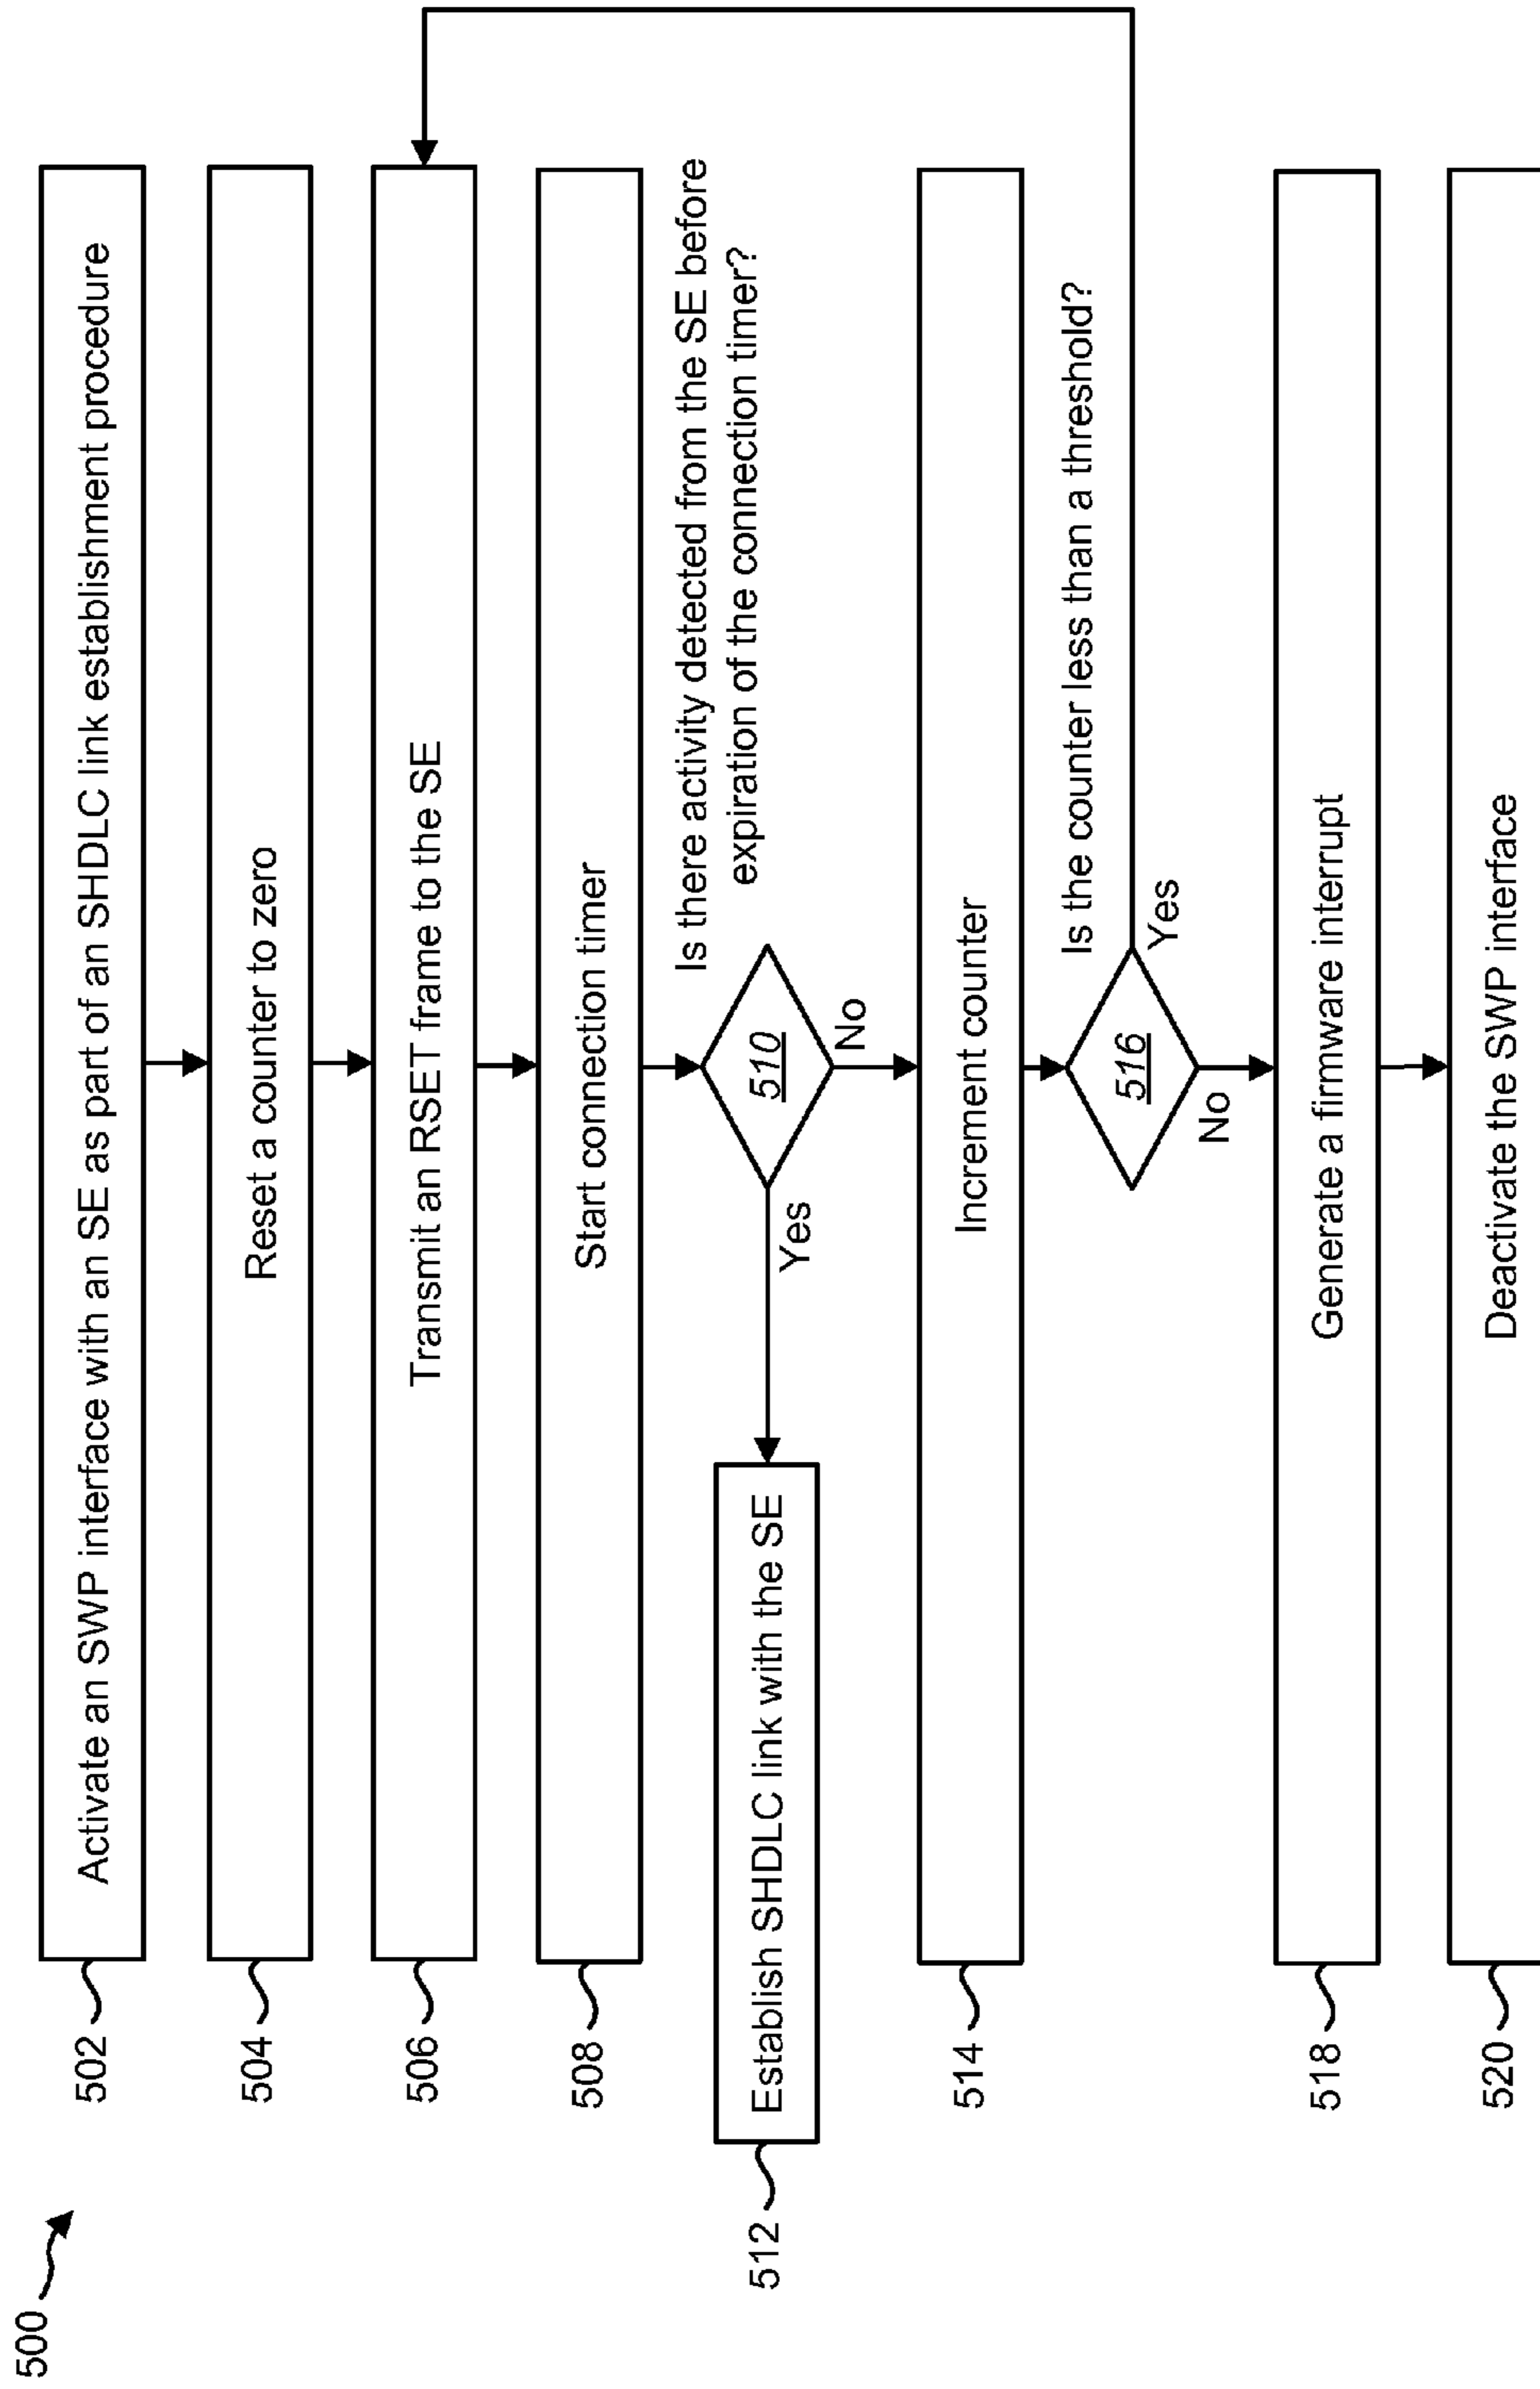 500
502
Activate an SWP interface with an SE as part of an SHDLC link establishment procedure
504
Reset a counter to zero
506
Transmit an RSET frame to the SE
508
Start connection timer
Is there activity detected from the SE before
expiration of the connection timer?
510
Yes
No
512
Establish SHDLC link with the SE
514
Increment counter
Is the counter less than a threshold?
516
Yes
No
518
Generate a firmware interrupt
520
Deactivate the SWP interface